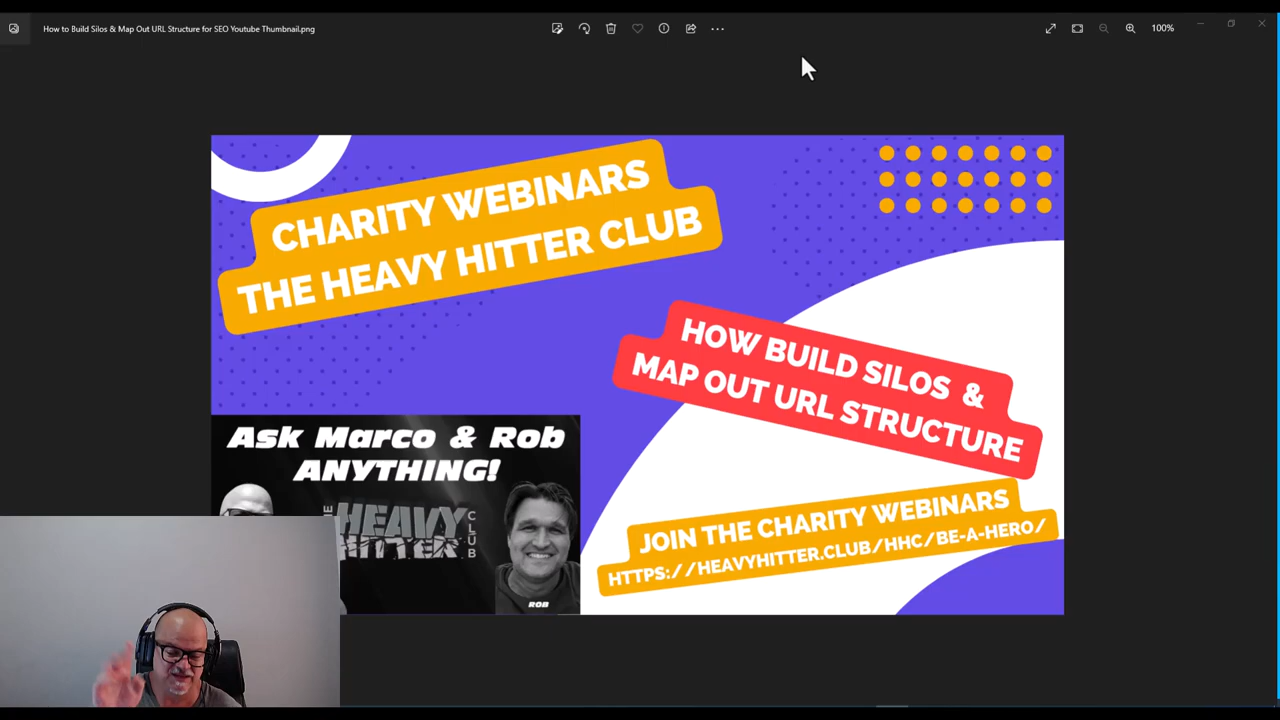 How to Build Silos & Map Out URL Structure for SEO Youtube Thumbnail.png
100%
CHARITY WEBINARS
THE HEAVY HITTER CLUB
HOW BUILD SILOS &
MAP OUT URL STRUCTURE
Ask Marco & Rob
ANYTHING!
HEAVY
HITTER
CLUB
ROB
JOIN THE CHARITY WEBINARS
HTTPS://HEAVYHITTER.CLUB/HHC/BE-A-HERO/